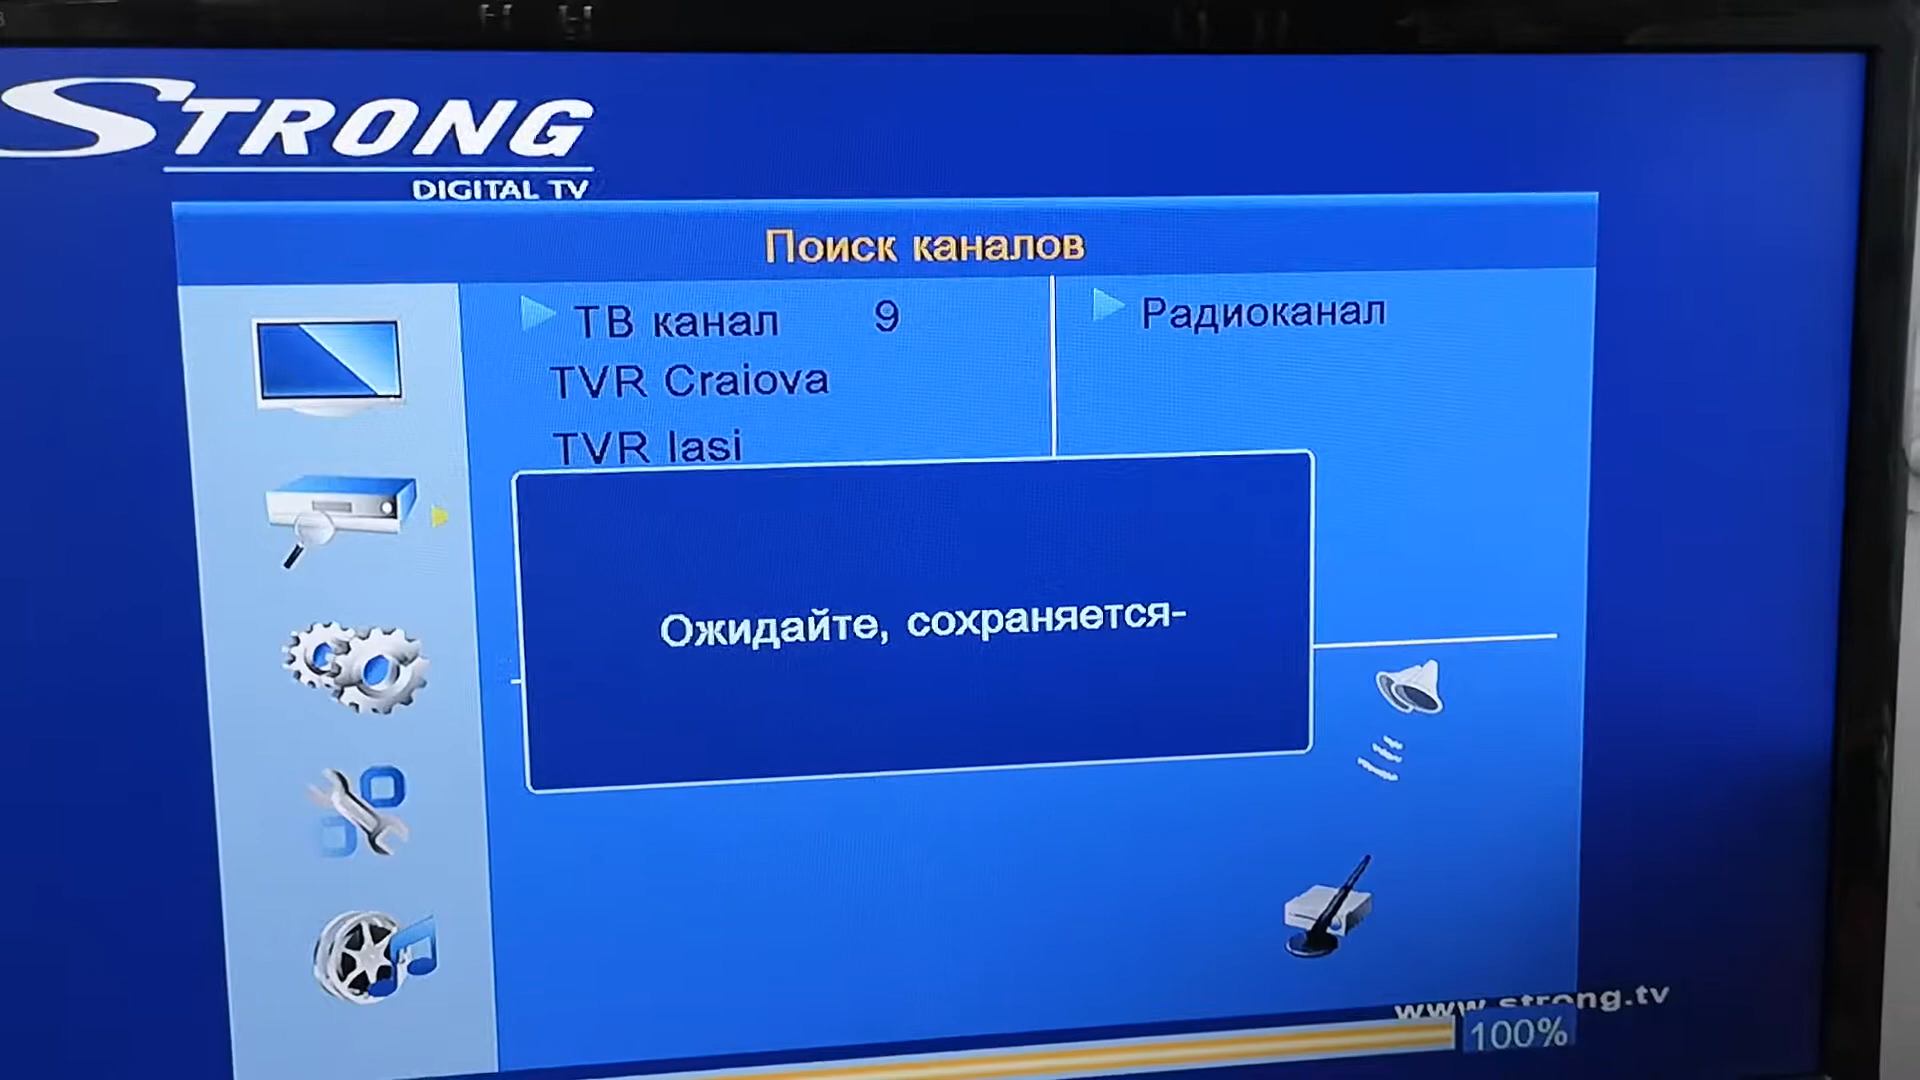 STRONG
DIGITAL TV
Поиск каналов
ТВ канал 9
Радиоканал
TVR Craiova
TVR Iasi
Ожидайте, сохраняется-
www.strong.tv
100%